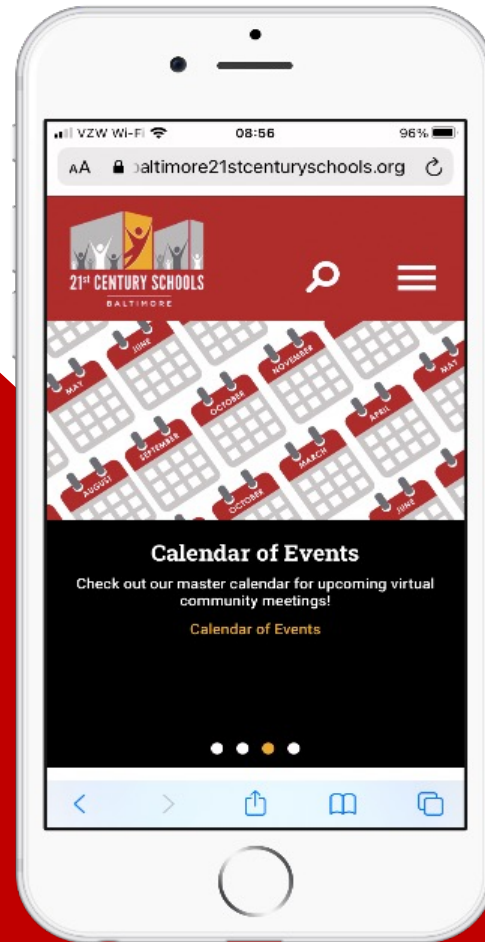 VZW Wi-Fi 08:56 96%
AA baltimore21stcenturyschools.org
21st CENTURY SCHOOLS
BALTIMORE
MAY
JUNE
AUGUST
SEPTEMBER
OCTOBER
NOVEMBER
OCTOBER
MARCH
APRIL
MAY
JUNE
Calendar of Events
Check out our master calendar for upcoming virtual
community meetings!
Calendar of Events